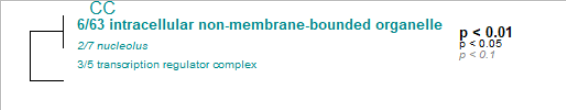 CC
6/63 intracellular non-membrane-bounded organelle
2/7 nucleolus
3/5 transcription regulator complex
p < 0.01
p < 0.05
p < 0.1